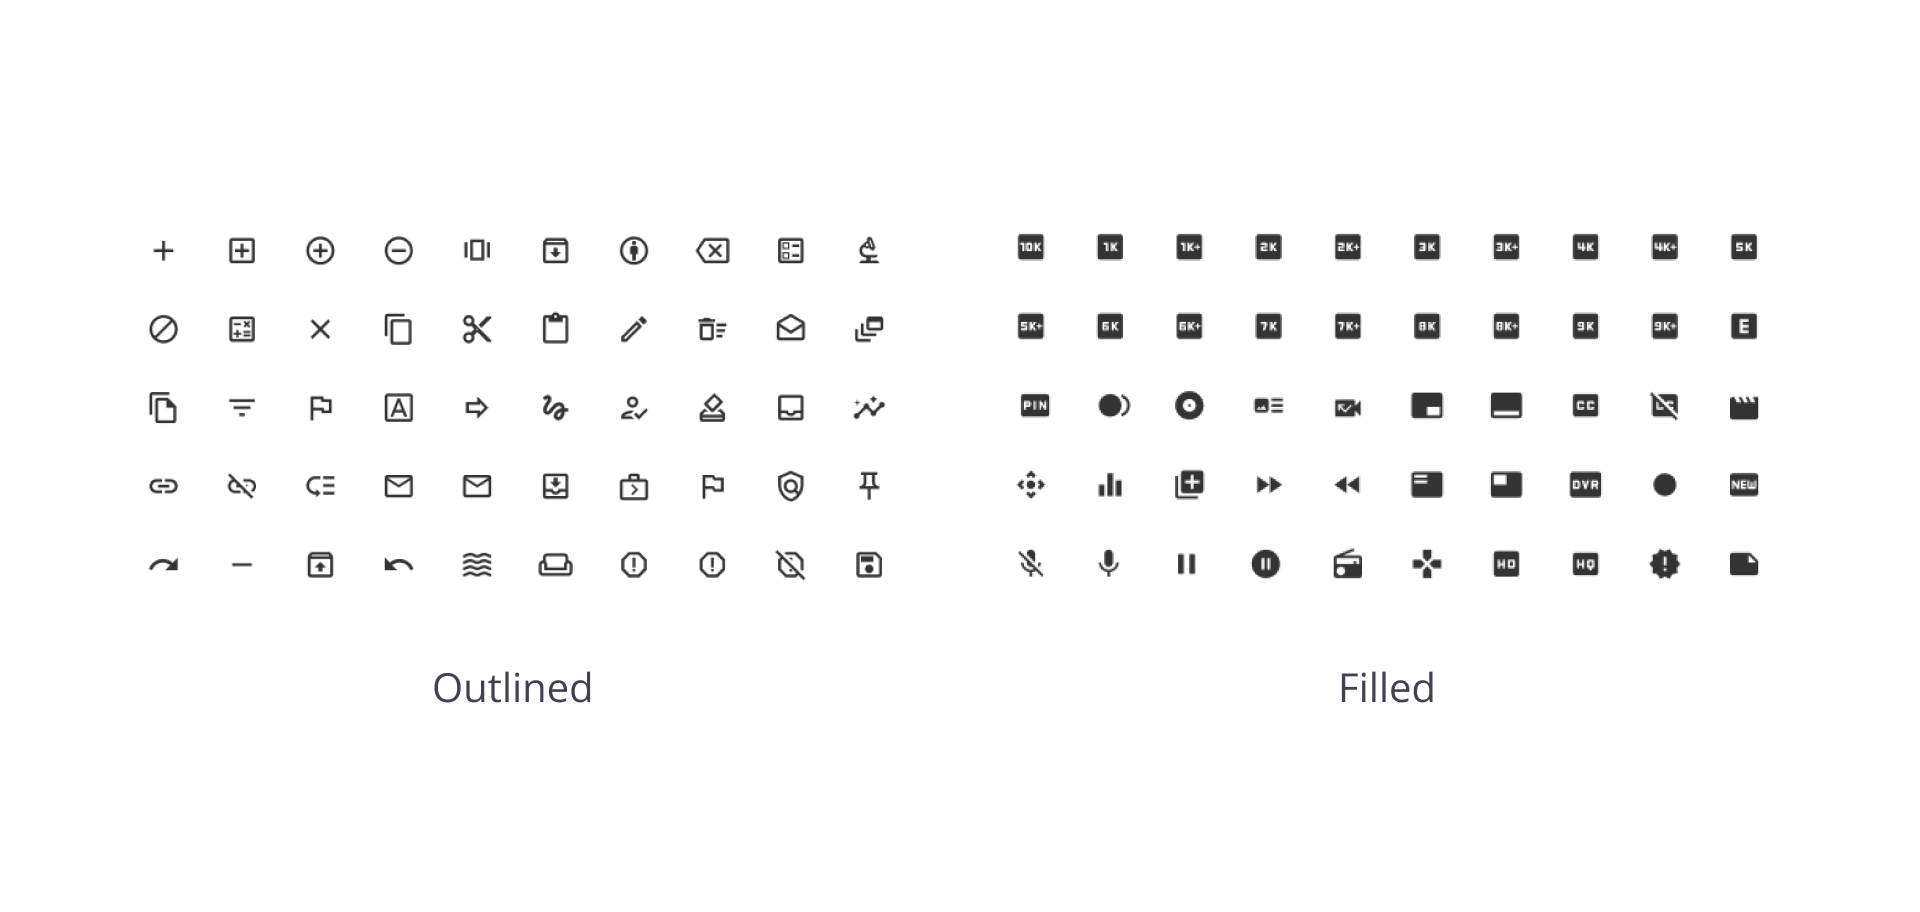 10K 1K 1K+ 2K 2K+ 3K 3K+ 4K 4K+ 5K
5K+ 6K 6K+ 7K 7K+ 8K 8K+ 9K 9K+ E
A PIN CC CC
DVR NEW
HD HQ
Outlined Filled